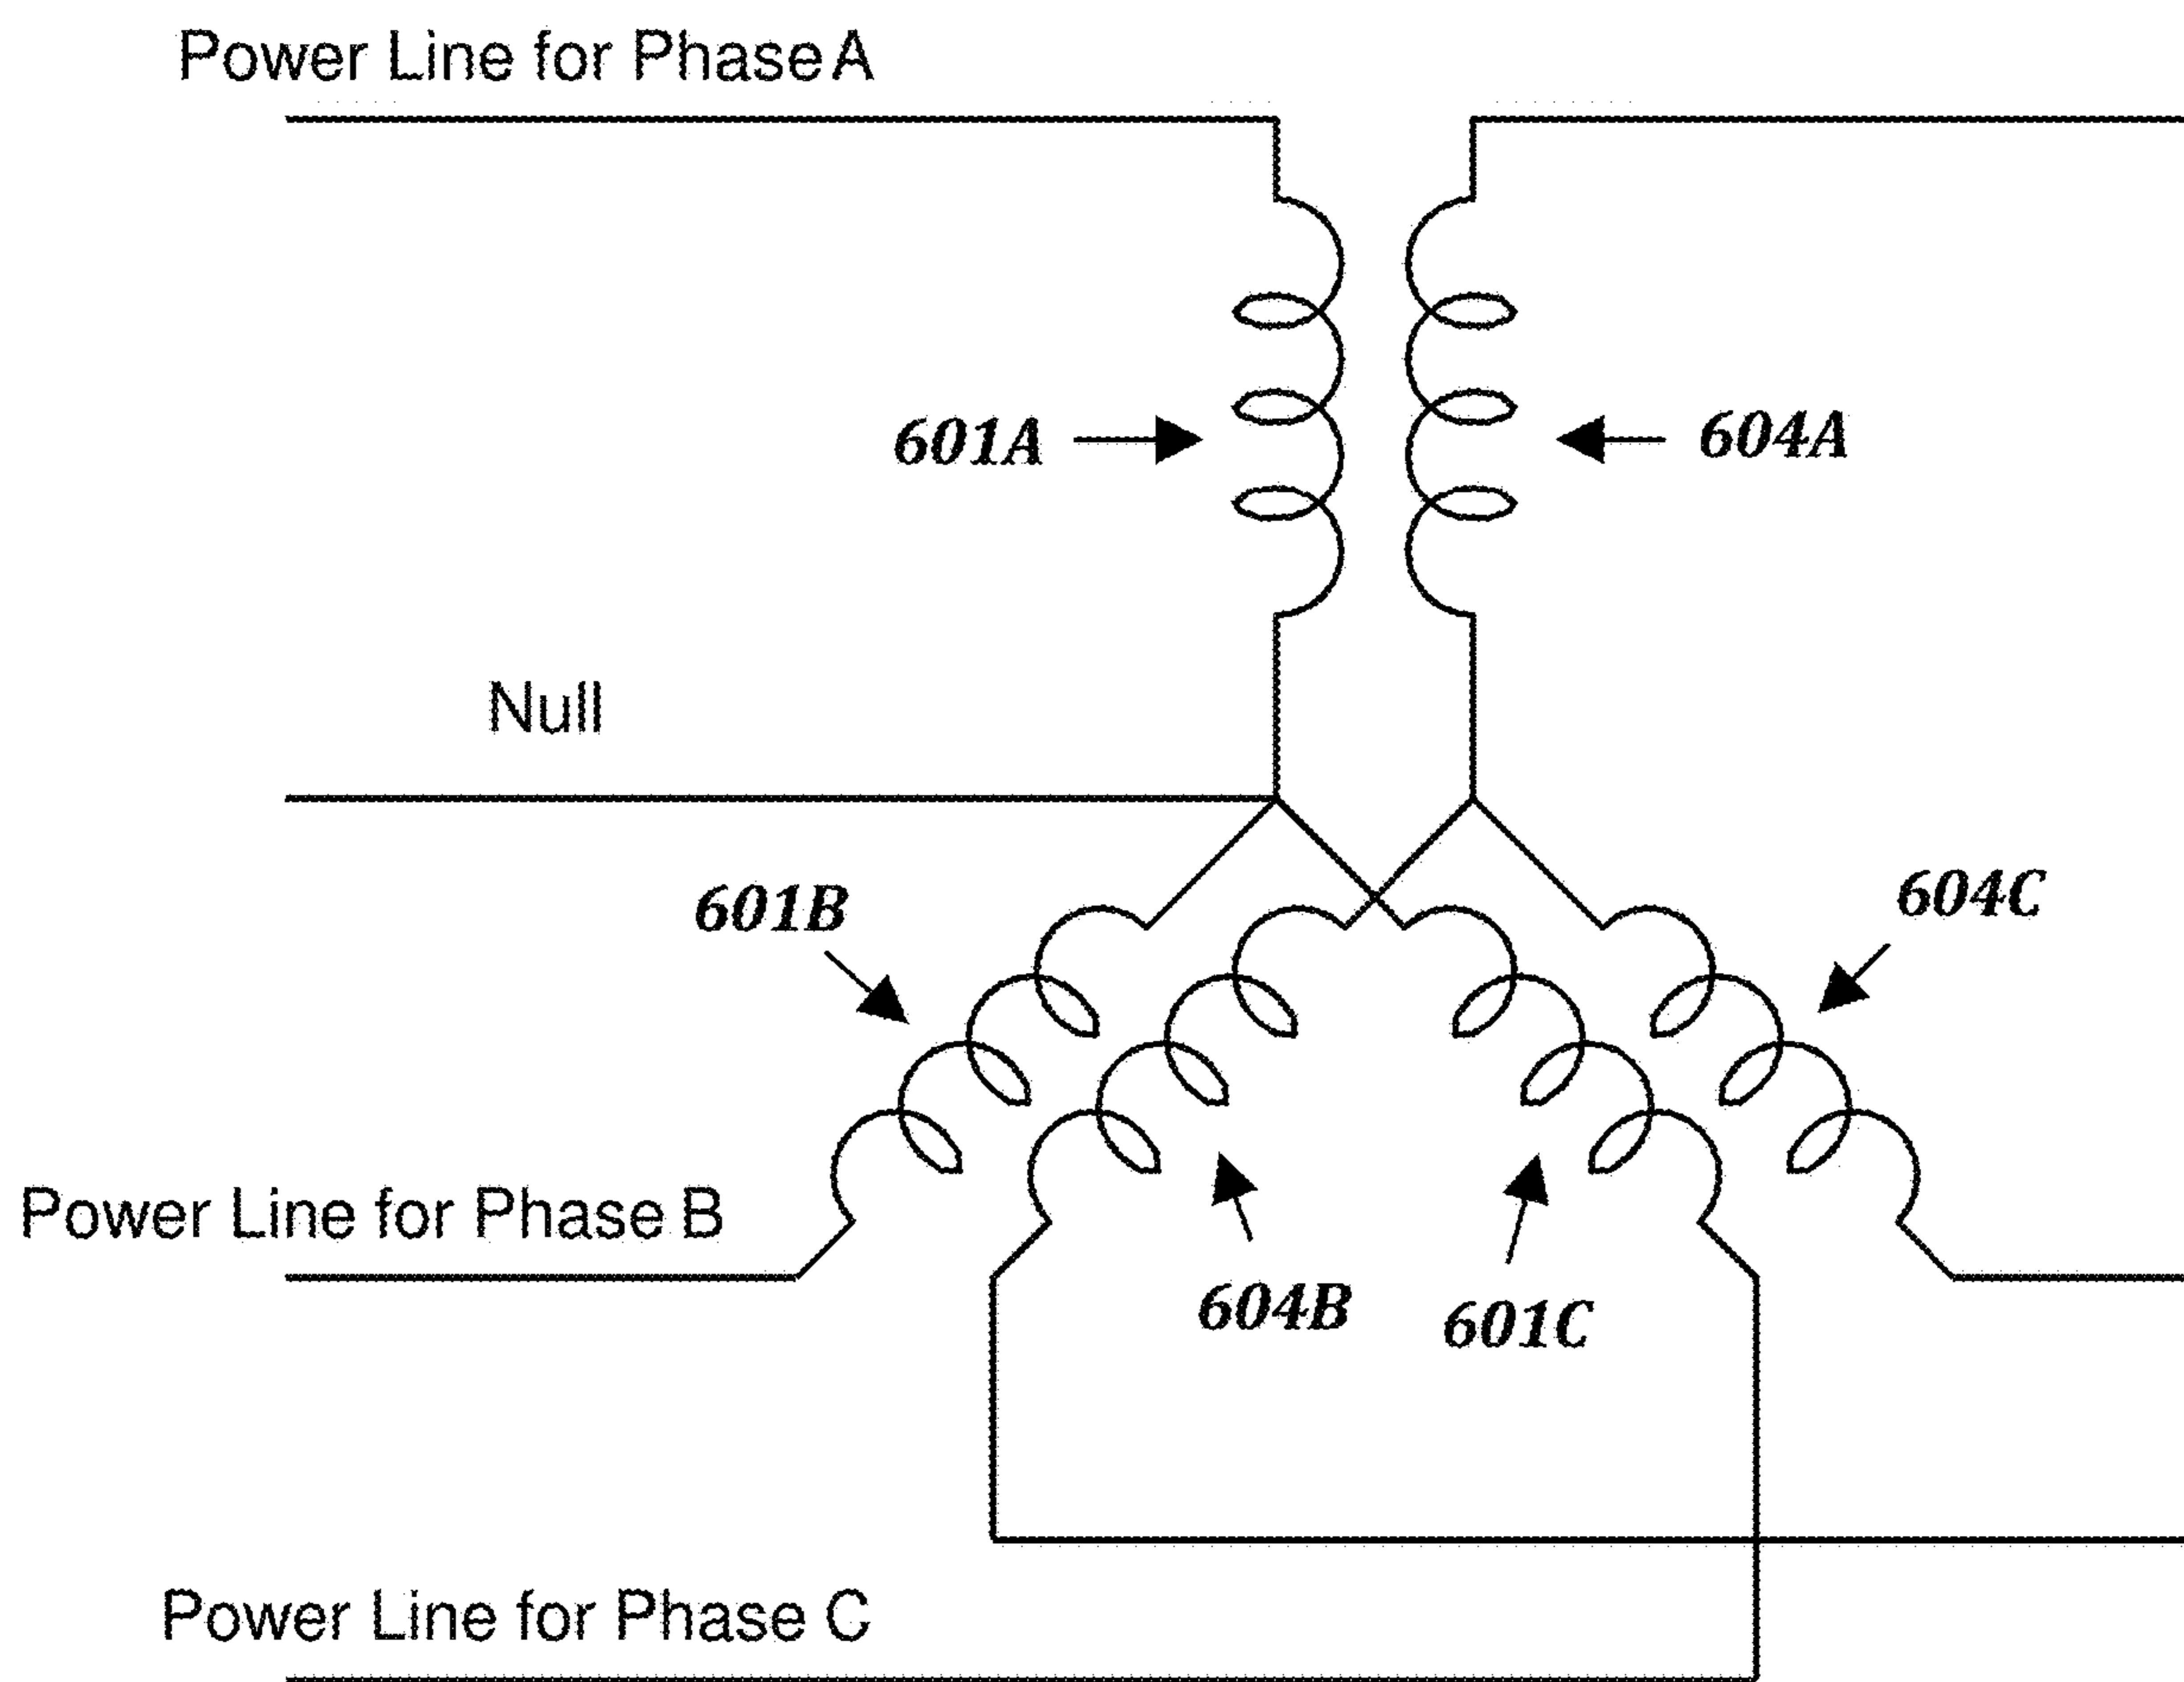 Power Line for Phase A
601A
604A
Null
601B
604C
Power Line for Phase B
604B
601C
Power Line for Phase C